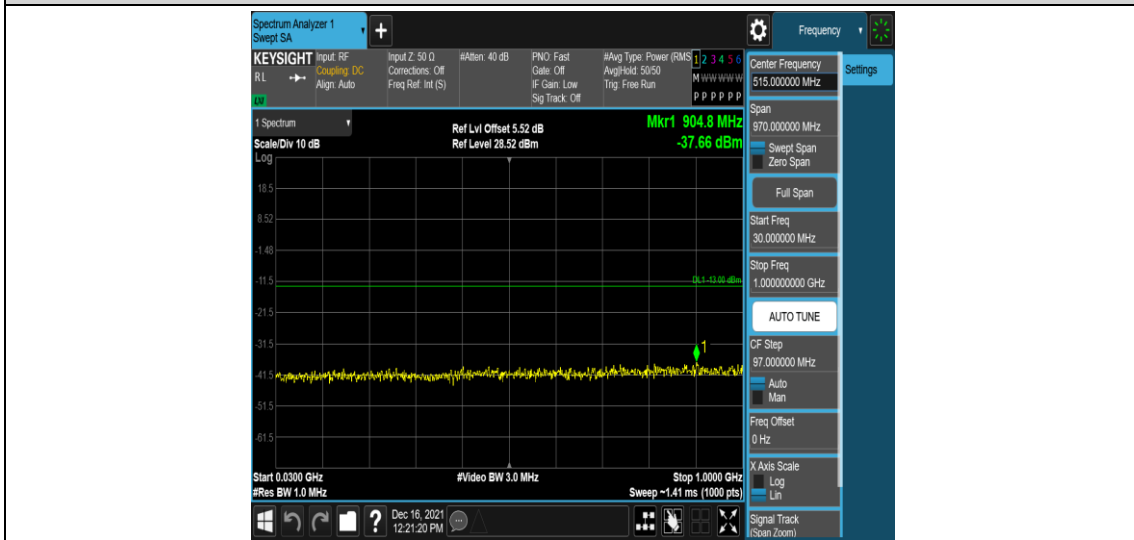 Spectrum Analyzer 1
Swept SA
+
Frequency
KEYSIGHT
RL
LXI
Input: RF
Coupling: DC
Align: Auto
Input Z: 50 Ω
Corrections: Off
Freq Ref: Int (S)
#Atten: 40 dB
PNO: Fast
Gate: Off
IF Gain: Low
Sig Track: Off
#Avg Type: Power (RMS
Avg|Hold: 50/50
Trig: Free Run
1 2 3 4 5 6
M W W W W W
P P P P P P
1 Spectrum
Scale/Div 10 dB
Log
Ref Lvl Offset 5.52 dB
Ref Level 28.52 dBm
Mkr1 904.8 MHz
-37.66 dBm
18.5
8.52
-1.48
-11.5
-21.5
-31.5
-41.5
-51.5
-61.5
DL1 -13.00 dBm
1
Start 0.0300 GHz
#Res BW 1.0 MHz
#Video BW 3.0 MHz
Stop 1.0000 GHz
Sweep ~1.41 ms (1000 pts)
Center Frequency
515.000000 MHz
Settings
Span
970.000000 MHz
Swept Span
Zero Span
Full Span
Start Freq
30.000000 MHz
Stop Freq
1.000000000 GHz
AUTO TUNE
CF Step
97.000000 MHz
Auto
Man
Freq Offset
0 Hz
X Axis Scale
Log
Lin
Signal Track
(Span Zoom)
?
Dec 16, 2021
12:21:20 PM